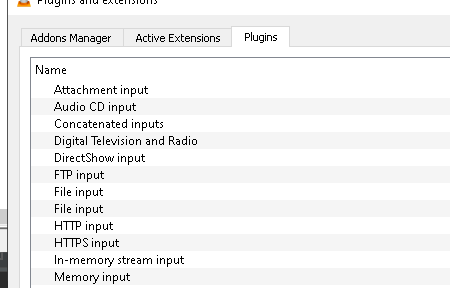 Plugins and extensions
Addons Manager
Active Extensions
Plugins
Name
Attachment input
Audio CD input
Concatenated inputs
Digital Television and Radio
DirectShow input
FTP input
File input
File input
HTTP input
HTTPS input
In-memory stream input
Memory input